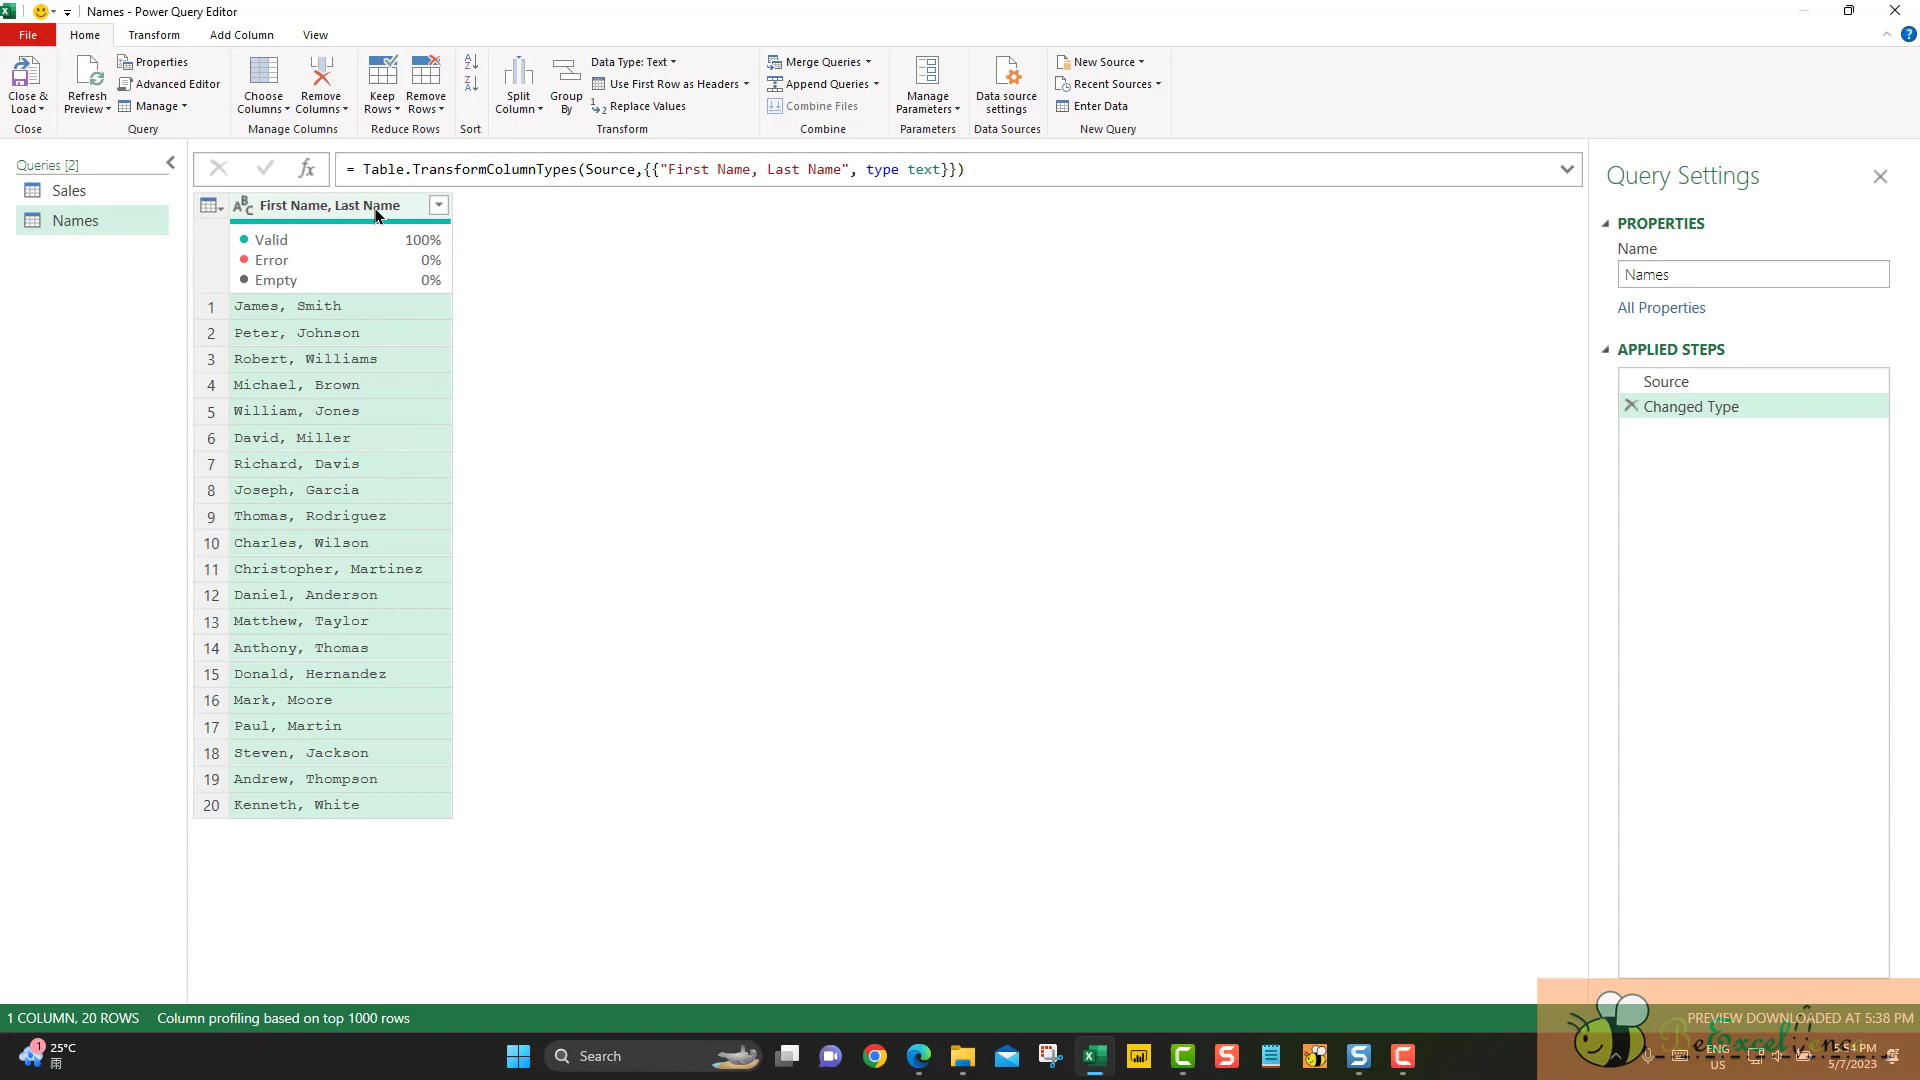 Names - Power Query Editor
File Home Transform Add Column View
Close & Load
Refresh Preview
Properties
Advanced Editor
Manage
Choose Columns
Remove Columns
Keep Rows
Remove Rows
Split Column
Group By
Data Type: Text
Use First Row as Headers
Replace Values
Merge Queries
Append Queries
Combine Files
Manage Parameters
Data source settings
New Source
Recent Sources
Enter Data
Close Query Manage Columns Reduce Rows Sort Transform Combine Parameters Data Sources New Query
Queries [2]
Sales
Names
fx = Table.TransformColumnTypes(Source,{{"First Name, Last Name", type text}})
ABC First Name, Last Name
Valid 100%
Error 0%
Empty 0%
1 James, Smith
2 Peter, Johnson
3 Robert, Williams
4 Michael, Brown
5 William, Jones
6 David, Miller
7 Richard, Davis
8 Joseph, Garcia
9 Thomas, Rodriguez
10 Charles, Wilson
11 Christopher, Martinez
12 Daniel, Anderson
13 Matthew, Taylor
14 Anthony, Thomas
15 Donald, Hernandez
16 Mark, Moore
17 Paul, Martin
18 Steven, Jackson
19 Andrew, Thompson
20 Kenneth, White
Query Settings
PROPERTIES
Name
Names
All Properties
APPLIED STEPS
Source
Changed Type
1 COLUMN, 20 ROWS Column profiling based on top 1000 rows
PREVIEW DOWNLOADED AT 5:38 PM
1 25°C
雨
Search
ENG
US
5:54 PM
5/7/2023